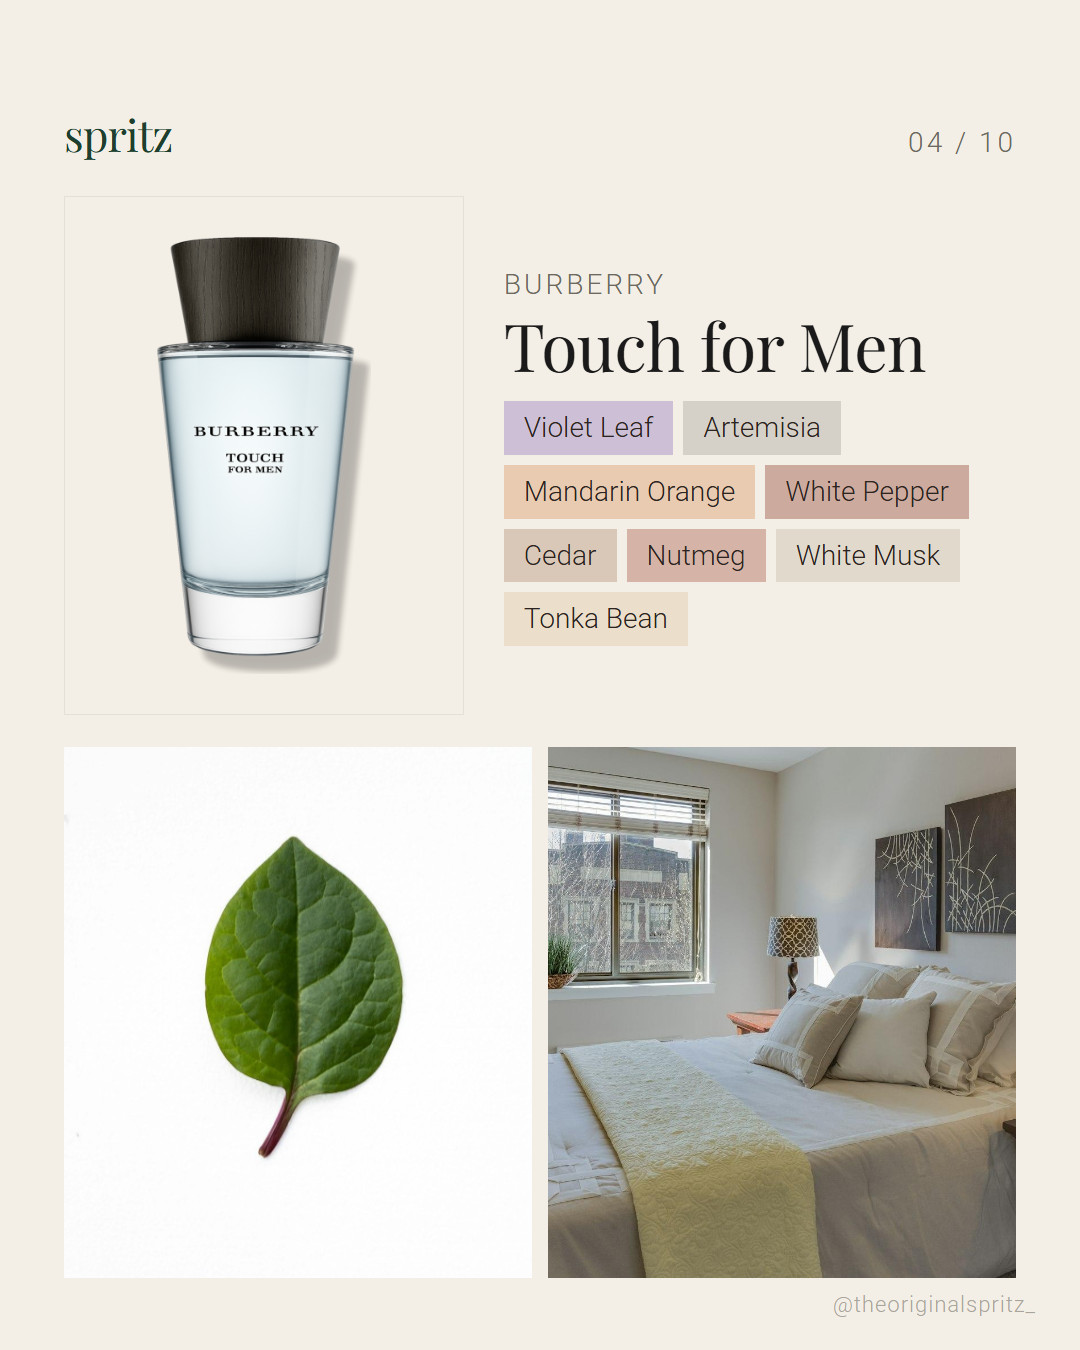 spritz
04 / 10
BURBERRY
TOUCH
FOR MEN
BURBERRY
Touch for Men
Violet Leaf
Artemisia
Mandarin Orange
White Pepper
Cedar
Nutmeg
White Musk
Tonka Bean
@theoriginalspritz_